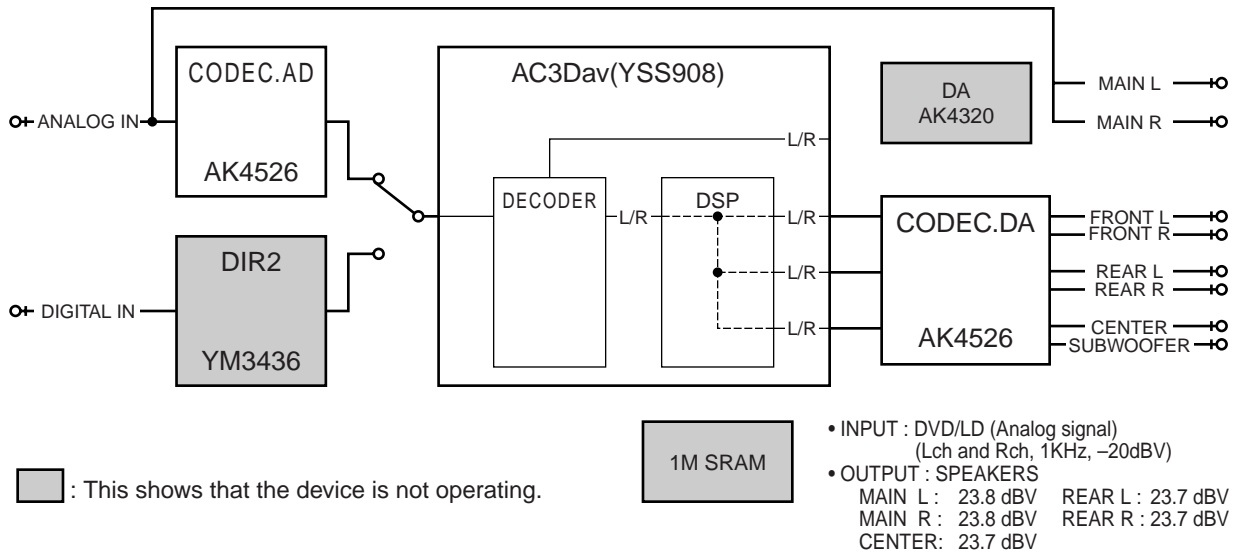 CODEC.AD
AK4526
ANALOG IN
DIR2
YM3436
DIGITAL IN
AC3Dav(YSS908)
DECODER
L/R
L/R
DSP
L/R
L/R
L/R
DA
AK4320
MAIN L
MAIN R
CODEC.DA
AK4526
FRONT L
FRONT R
REAR L
REAR R
CENTER
SUBWOOFER
1M SRAM
: This shows that the device is not operating.
• INPUT : DVD/LD (Analog signal)
(Lch and Rch, 1KHz, –20dBV)
• OUTPUT : SPEAKERS
MAIN L : 23.8 dBV REAR L : 23.7 dBV
MAIN R : 23.8 dBV REAR R : 23.7 dBV
CENTER: 23.7 dBV